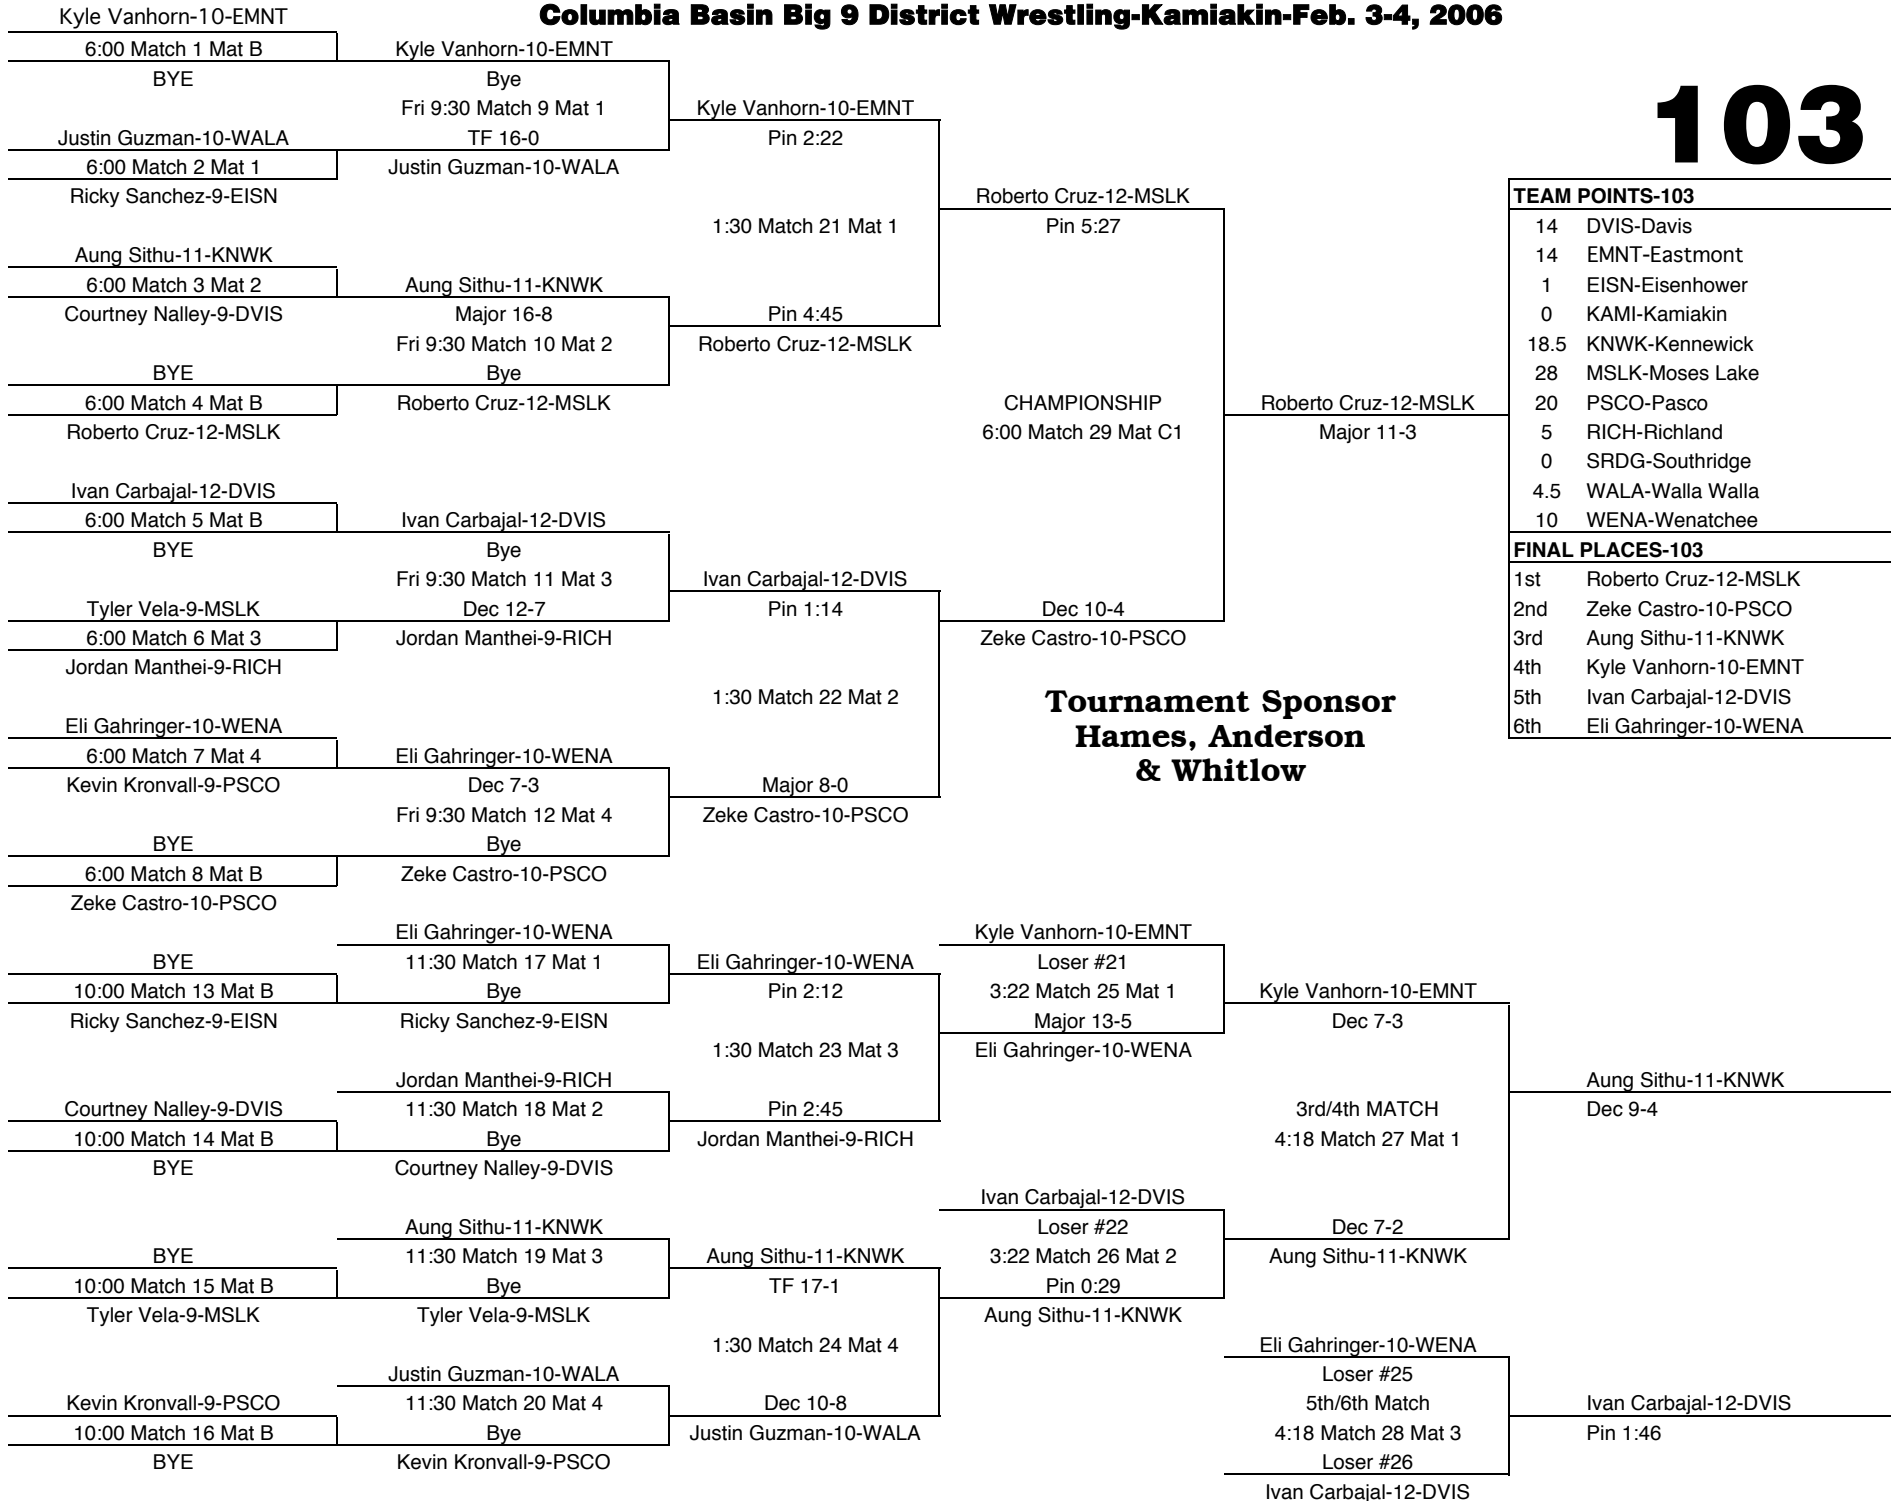 Columbia Basin Big 9 District Wrestling-Kamiakin-Feb. 3-4, 2006
103
Kyle Vanhorn-10-EMNT
6:00 Match 1 Mat B
BYE
Justin Guzman-10-WALA
6:00 Match 2 Mat 1
Ricky Sanchez-9-EISN
Aung Sithu-11-KNWK
6:00 Match 3 Mat 2
Courtney Nalley-9-DVIS
BYE
6:00 Match 4 Mat B
Roberto Cruz-12-MSLK
Ivan Carbajal-12-DVIS
6:00 Match 5 Mat B
BYE
Tyler Vela-9-MSLK
6:00 Match 6 Mat 3
Jordan Manthei-9-RICH
Eli Gahringer-10-WENA
6:00 Match 7 Mat 4
Kevin Kronvall-9-PSCO
BYE
6:00 Match 8 Mat B
Zeke Castro-10-PSCO
Kyle Vanhorn-10-EMNT
Bye
Fri 9:30 Match 9 Mat 1
TF 16-0
Justin Guzman-10-WALA
Aung Sithu-11-KNWK
Major 16-8
Fri 9:30 Match 10 Mat 2
Bye
Roberto Cruz-12-MSLK
Ivan Carbajal-12-DVIS
Bye
Fri 9:30 Match 11 Mat 3
Dec 12-7
Jordan Manthei-9-RICH
Eli Gahringer-10-WENA
Dec 7-3
Fri 9:30 Match 12 Mat 4
Bye
Zeke Castro-10-PSCO
Kyle Vanhorn-10-EMNT
Pin 2:22
1:30 Match 21 Mat 1
Pin 4:45
Roberto Cruz-12-MSLK
Ivan Carbajal-12-DVIS
Pin 1:14
1:30 Match 22 Mat 2
Major 8-0
Zeke Castro-10-PSCO
Roberto Cruz-12-MSLK
Pin 5:27
CHAMPIONSHIP
6:00 Match 29 Mat C1
Dec 10-4
Zeke Castro-10-PSCO
Roberto Cruz-12-MSLK
Major 11-3
Tournament Sponsor
Hames, Anderson
& Whitlow
TEAM POINTS-103
14 DVIS-Davis
14 EMNT-Eastmont
1 EISN-Eisenhower
0 KAMI-Kamiakin
18.5 KNWK-Kennewick
28 MSLK-Moses Lake
20 PSCO-Pasco
5 RICH-Richland
0 SRDG-Southridge
4.5 WALA-Walla Walla
10 WENA-Wenatchee
FINAL PLACES-103
1st Roberto Cruz-12-MSLK
2nd Zeke Castro-10-PSCO
3rd Aung Sithu-11-KNWK
4th Kyle Vanhorn-10-EMNT
5th Ivan Carbajal-12-DVIS
6th Eli Gahringer-10-WENA
BYE
10:00 Match 13 Mat B
Ricky Sanchez-9-EISN
Courtney Nalley-9-DVIS
10:00 Match 14 Mat B
BYE
BYE
10:00 Match 15 Mat B
Tyler Vela-9-MSLK
Kevin Kronvall-9-PSCO
10:00 Match 16 Mat B
BYE
Eli Gahringer-10-WENA
11:30 Match 17 Mat 1
Bye
Ricky Sanchez-9-EISN
Jordan Manthei-9-RICH
11:30 Match 18 Mat 2
Bye
Courtney Nalley-9-DVIS
Aung Sithu-11-KNWK
11:30 Match 19 Mat 3
Bye
Tyler Vela-9-MSLK
Justin Guzman-10-WALA
11:30 Match 20 Mat 4
Bye
Kevin Kronvall-9-PSCO
Eli Gahringer-10-WENA
Pin 2:12
1:30 Match 23 Mat 3
Pin 2:45
Jordan Manthei-9-RICH
Aung Sithu-11-KNWK
TF 17-1
1:30 Match 24 Mat 4
Dec 10-8
Justin Guzman-10-WALA
Kyle Vanhorn-10-EMNT
Loser #21
3:22 Match 25 Mat 1
Major 13-5
Eli Gahringer-10-WENA
Ivan Carbajal-12-DVIS
Loser #22
3:22 Match 26 Mat 2
Pin 0:29
Aung Sithu-11-KNWK
Kyle Vanhorn-10-EMNT
Dec 7-3
3rd/4th MATCH
4:18 Match 27 Mat 1
Dec 7-2
Aung Sithu-11-KNWK
Eli Gahringer-10-WENA
Loser #25
5th/6th Match
4:18 Match 28 Mat 3
Loser #26
Ivan Carbajal-12-DVIS
Aung Sithu-11-KNWK
Dec 9-4
Ivan Carbajal-12-DVIS
Pin 1:46